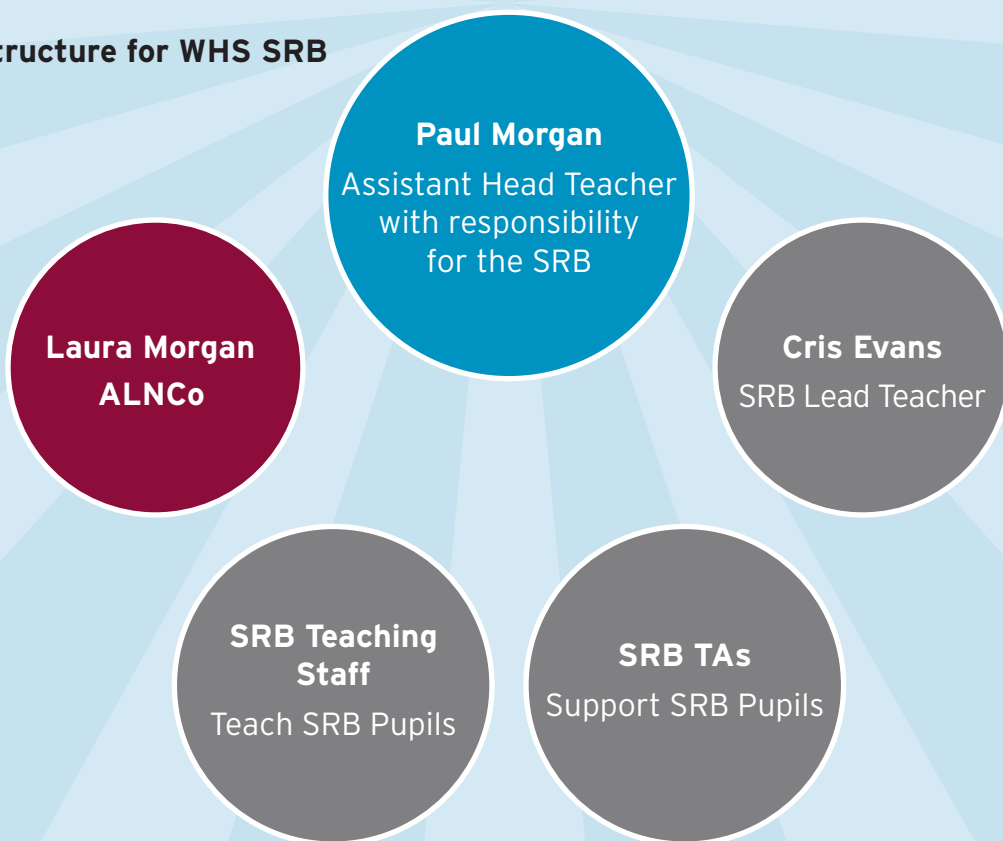 tructure for WHS SRB
Paul Morgan
Assistant Head Teacher
with responsibility
for the SRB
Laura Morgan
ALNCo
Cris Evans
SRB Lead Teacher
SRB Teaching
Staff
Teach SRB Pupils
SRB TAs
Support SRB Pupils